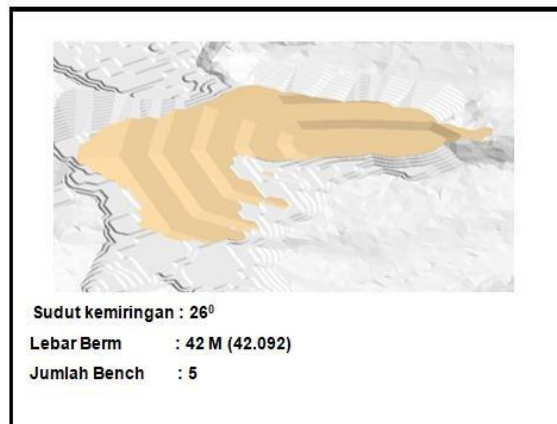 Sudut kemiringan : 26⁰
Lebar Berm : 42 M (42.092)
Jumlah Bench : 5